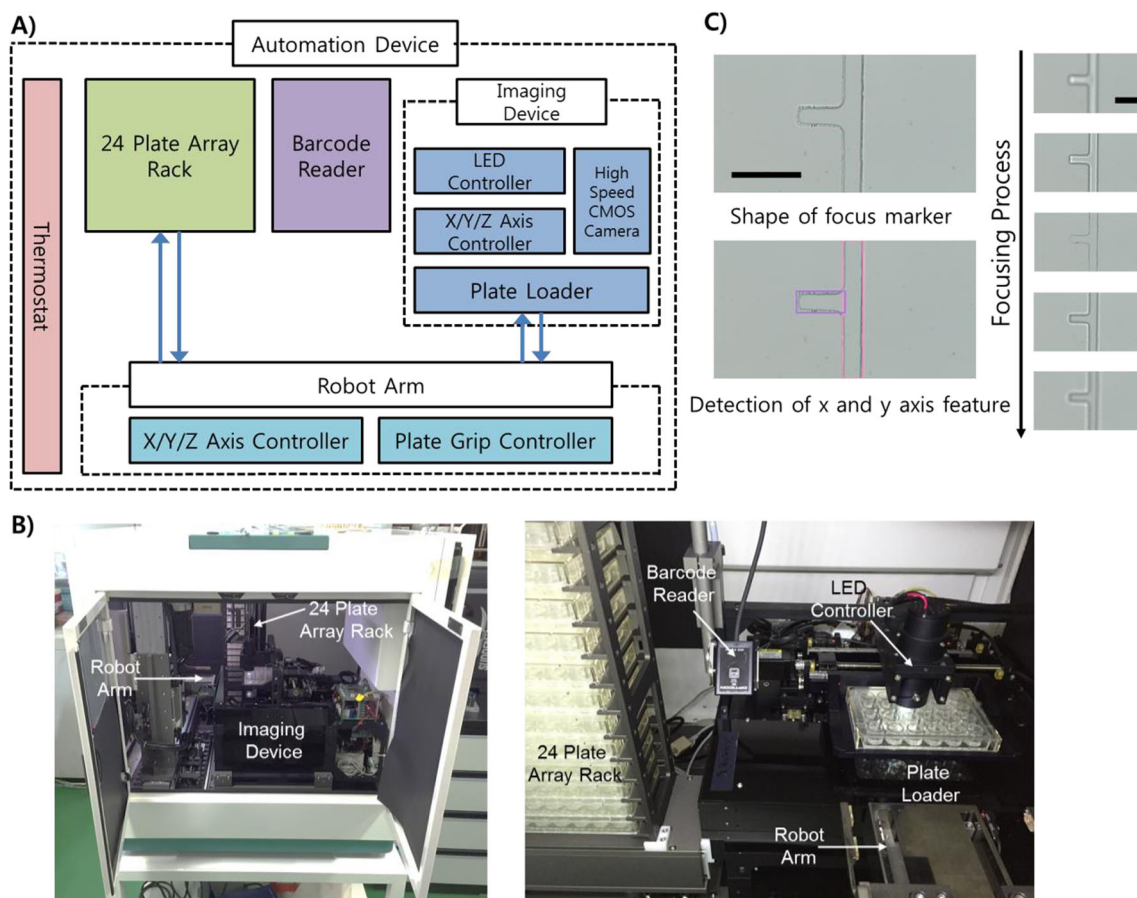 A)
Automation Device
Thermostat
24 Plate Array
Rack
Barcode
Reader
Imaging
Device
LED
Controller
X/Y/Z Axis
Controller
High
Speed
CMOS
Camera
Plate Loader
Robot Arm
X/Y/Z Axis Controller
Plate Grip Controller
C)
Shape of focus marker
Detection of x and y axis feature
Focusing Process
B)
24 Plate
Array Rack
Robot
Arm
Imaging
Device
Barcode
Reader
LED
Controller
24 Plate
Array Rack
Plate
Loader
Robot
Arm